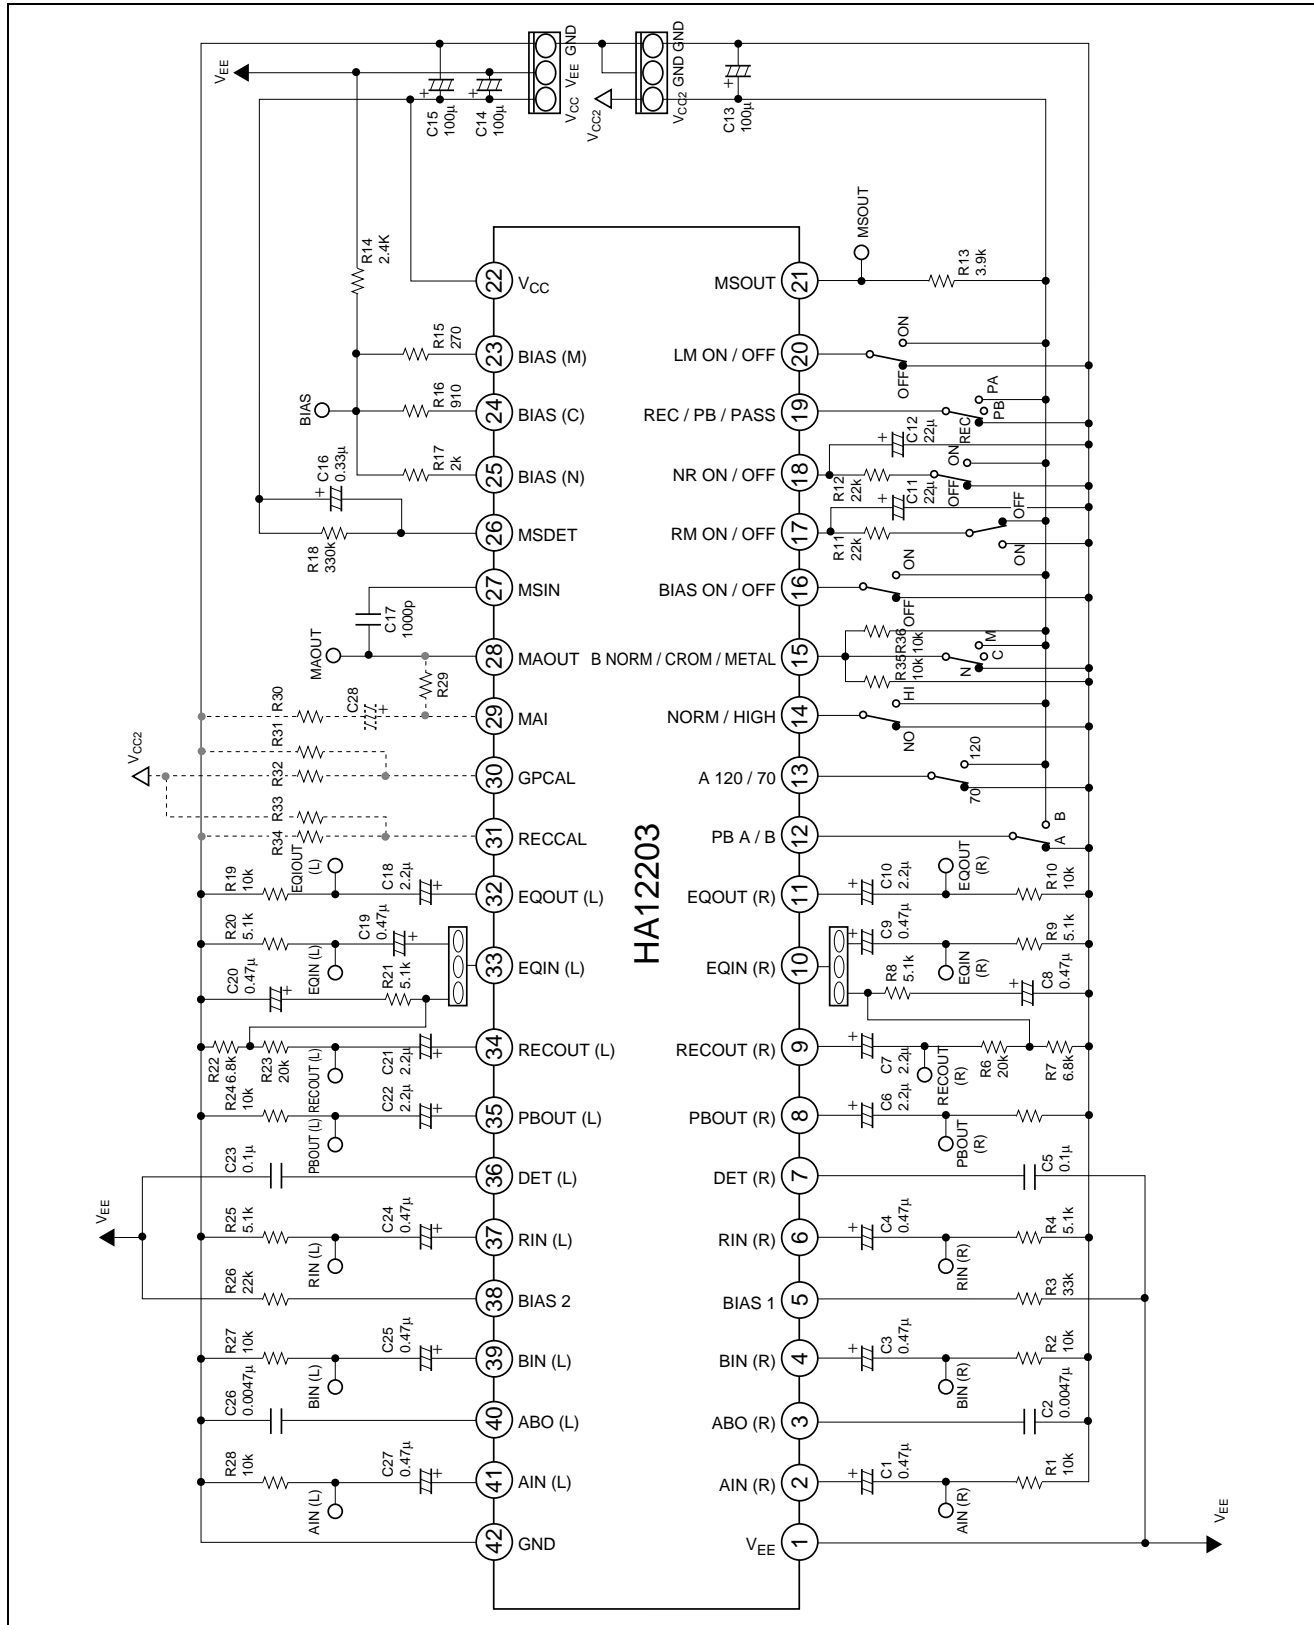 VEE
C15
100µ
C14
100µ
VCC VEE GND
VCC2
VCC2 GND GND
C13
100µ
R14
2.4K
R15
270
R16
910
R17
2k
BIAS
C16
0.33µ
+
R18
330k
C17
1000p
MAOUT
R29
C28
+
R30
R31
R32
R33
R34
VCC2
R19
10k
EQIOUT
(L)
C18
2.2µ
+
R20
5.1k
EQIN (L)
C19
0.47µ
+
C20
0.47µ
+
R21
5.1k
R22
6.8k
R23
20k
RECOUT (L)
C21
2.2µ
+
R24
10k
PBOUT (L)
C22
2.2µ
+
C23
0.1µ
VEE
R25
5.1k
RIN (L)
C24
0.47µ
+
R26
22k
R27
10k
BIN (L)
C25
0.47µ
+
C26
0.0047µ
R28
10k
AIN (L)
C27
0.47µ
+
22 VCC
23 BIAS (M)
24 BIAS (C)
25 BIAS (N)
26 MSDET
27 MSIN
28 MAOUT
29 MAI
30 GPCAL
31 RECCAL
32 EQOUT (L)
33 EQIN (L)
34 RECOUT (L)
35 PBOUT (L)
36 DET (L)
37 RIN (L)
38 BIAS 2
39 BIN (L)
40 ABO (L)
41 AIN (L)
42 GND
HA12203
MSOUT 21
LM ON / OFF 20
REC / PB / PASS 19
NR ON / OFF 18
RM ON / OFF 17
BIAS ON / OFF 16
B NORM / CROM / METAL 15
NORM / HIGH 14
A 120 / 70 13
PB A / B 12
EQOUT (R) 11
EQIN (R) 10
RECOUT (R) 9
PBOUT (R) 8
DET (R) 7
RIN (R) 6
BIAS 1 5
BIN (R) 4
ABO (R) 3
AIN (R) 2
VEE 1
MSOUT
R13
3.9k
OFF
ON
REC
PB
PA
C12
22µ
+
R12
22k
OFF
ON
C11
22µ
+
R11
22k
ON
OFF
OFF
ON
R36
10k
R35
10k
N
C
M
NO
HI
70
120
A
B
C10
2.2µ
+
EQOUT
(R)
R10
10k
C9
0.47µ
+
EQIN
(R)
R9
5.1k
R8
5.1k
C8
0.47µ
+
C7
2.2µ
+
RECOUT
(R)
R6
20k
R7
6.8k
C6
2.2µ
+
PBOUT
(R)
C5
0.1µ
C4
0.47µ
+
RIN (R)
R4
5.1k
R3
33k
C3
0.47µ
+
BIN (R)
R2
10k
C2
0.0047µ
C1
0.47µ
+
AIN (R)
R1
10k
VEE